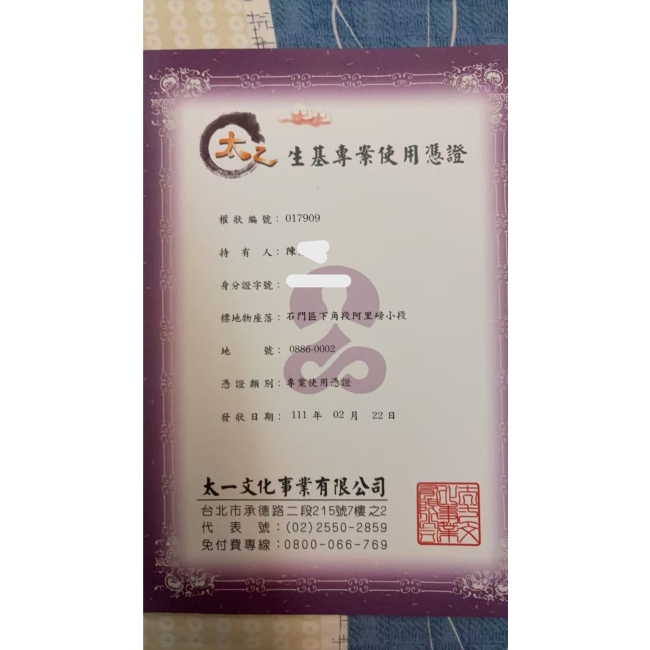 太乙 生基專案使用憑證
權狀編號：017909
持有人：陳
身分證字號：
標地物座落：石門區下角段阿里磅小段
地號：0886-0002
憑證類別：專案使用憑證
發狀日期：111 年 02 月 22 日
太一文化事業有限公司
台北市承德路二段215號7樓之2
代表號：(02)2550-2859
免付費專線：0800-066-769